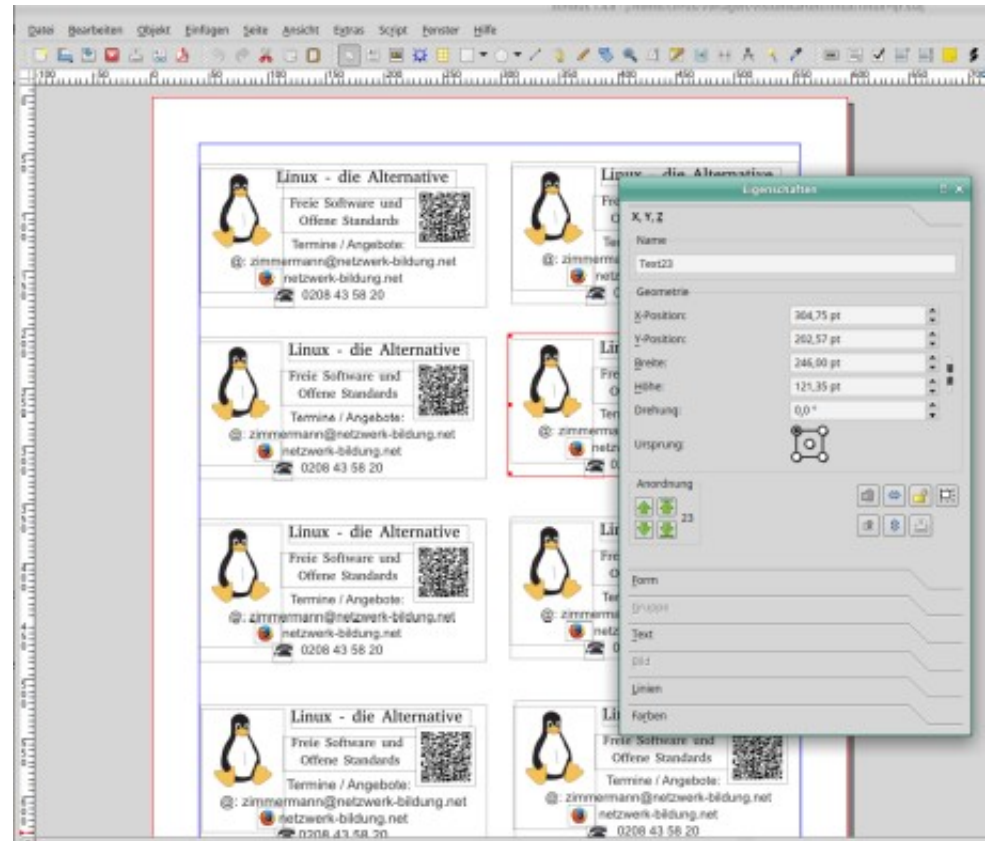 Datei Bearbeiten Objekt Einfügen Seite Ansicht Extras Script Fenster Hilfe
Linux - die Alternative
Freie Software und
Offene Standards
Termine / Angebote:
@: zimmermann@netzwerk-bildung.net
netzwerk-bildung.net
0208 43 58 20
Linux - die Alternative
Eigenschaften
X, Y, Z
Name
Text23
Geometrie
X-Position: 304,75 pt
Y-Position: 202,57 pt
Breite: 246,00 pt
Höhe: 121,35 pt
Drehung: 0,0 °
Ursprung:
Anordnung
23
Form
Gruppe
Text
Bild
Linien
Farben
Linux - die Alternative
Freie Software und
Offene Standards
Termine / Angebote:
@: zimmermann@netzwerk-bildung.net
netzwerk-bildung.net
0208 43 58 20
Linux - die Alternative
Freie Software und
Offene Standards
Termine / Angebote:
@: zimmermann@netzwerk-bildung.net
netzwerk-bildung.net
0208 43 58 20
Linux - die Alternative
Freie Software und
Offene Standards
Termine / Angebote:
@: zimmermann@netzwerk-bildung.net
netzwerk-bildung.net
0208 43 58 20
Freie Software und
Offene Standards
Termine / Angebote:
@: zimmermann@netzwerk-bildung.net
netzwerk-bildung.net
0208 43 58 20